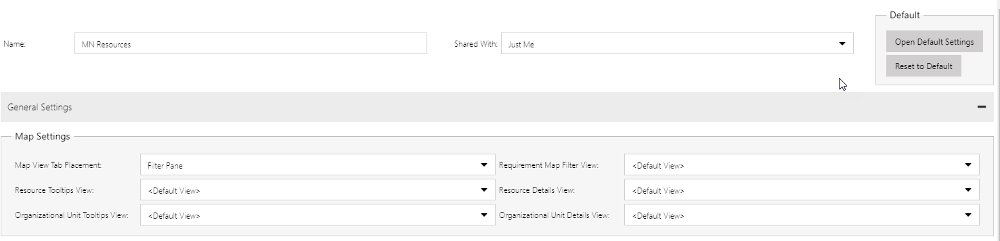 Default
Name: MN Resources Shared With: Just Me Open Default Settings
Reset to Default
General Settings
Map Settings
Map View Tab Placement: Filter Pane Requirement Map Filter View: <Default View>
Resource Tooltips View: <Default View> Resource Details View: <Default View>
Organizational Unit Tooltips View: <Default View> Organizational Unit Details View: <Default View>